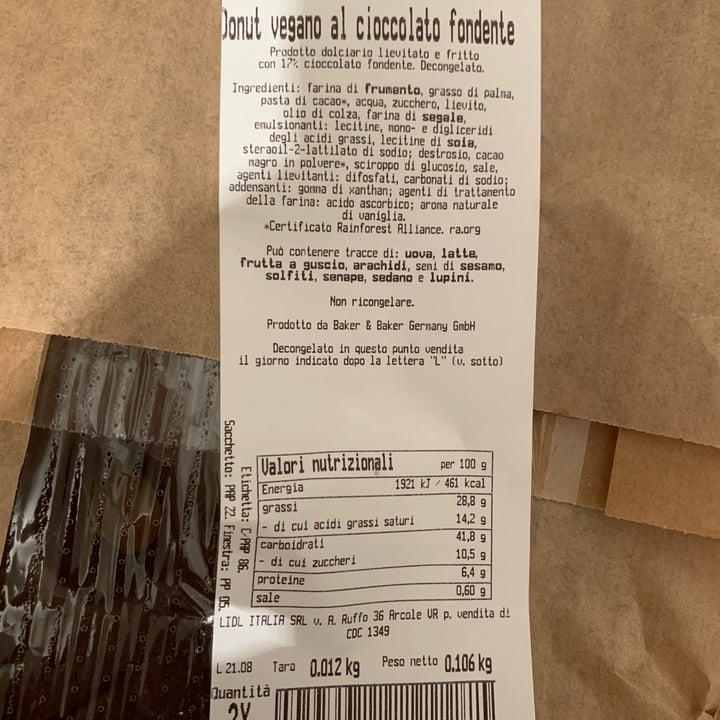 Donut vegano al cioccolato fondente
Prodotto dolciario lievitato e fritto
con 17% cioccolato fondente. Decongelato.
Ingredienti: farina di frumento, grasso di palma,
pasta di cacao*, acqua, zucchero, lievito,
olio di colza, farina di segale,
emulsionanti: lecitine, mono- e digliceridi
degli acidi grassi, lecitine di soia,
steraoil-2-lattilato di sodio; destrosio, cacao
magro in polvere*, sciroppo di glucosio, sale,
agenti lievitanti: difosfati, carbonati di sodio;
addensanti: gomma di xanthan; agenti di trattamento
della farina: acido ascorbico; aroma naturale
di vaniglia.
*Certificato Rainforest Alliance. ra.org
Può contenere tracce di: uova, latte,
frutta a guscio, arachidi, semi di sesamo,
solfiti, senape, sedano e lupini.
Non ricongelare.
Prodotto da Baker & Baker Germany GmbH
Decongelato in questo punto vendita
il giorno indicato dopo la lettera "L" (v. sotto)
Sacchetto: PAP 22. Finestra: PP 05.
Etichetta: C/PAP 86.
Valori nutrizionali per 100 g
Energia 1921 kJ / 461 kcal
grassi 28,8 g
- di cui acidi grassi saturi 14,2 g
carboidrati 41,8 g
- di cui zuccheri 10,5 g
proteine 6,4 g
sale 0,60 g
LIDL ITALIA SRL v. A. Ruffo 36 Arcole VR p. vendita di
CDC 1349
L 21.08 Tara 0.012 kg Peso netto 0.106 kg
Quantità
2X